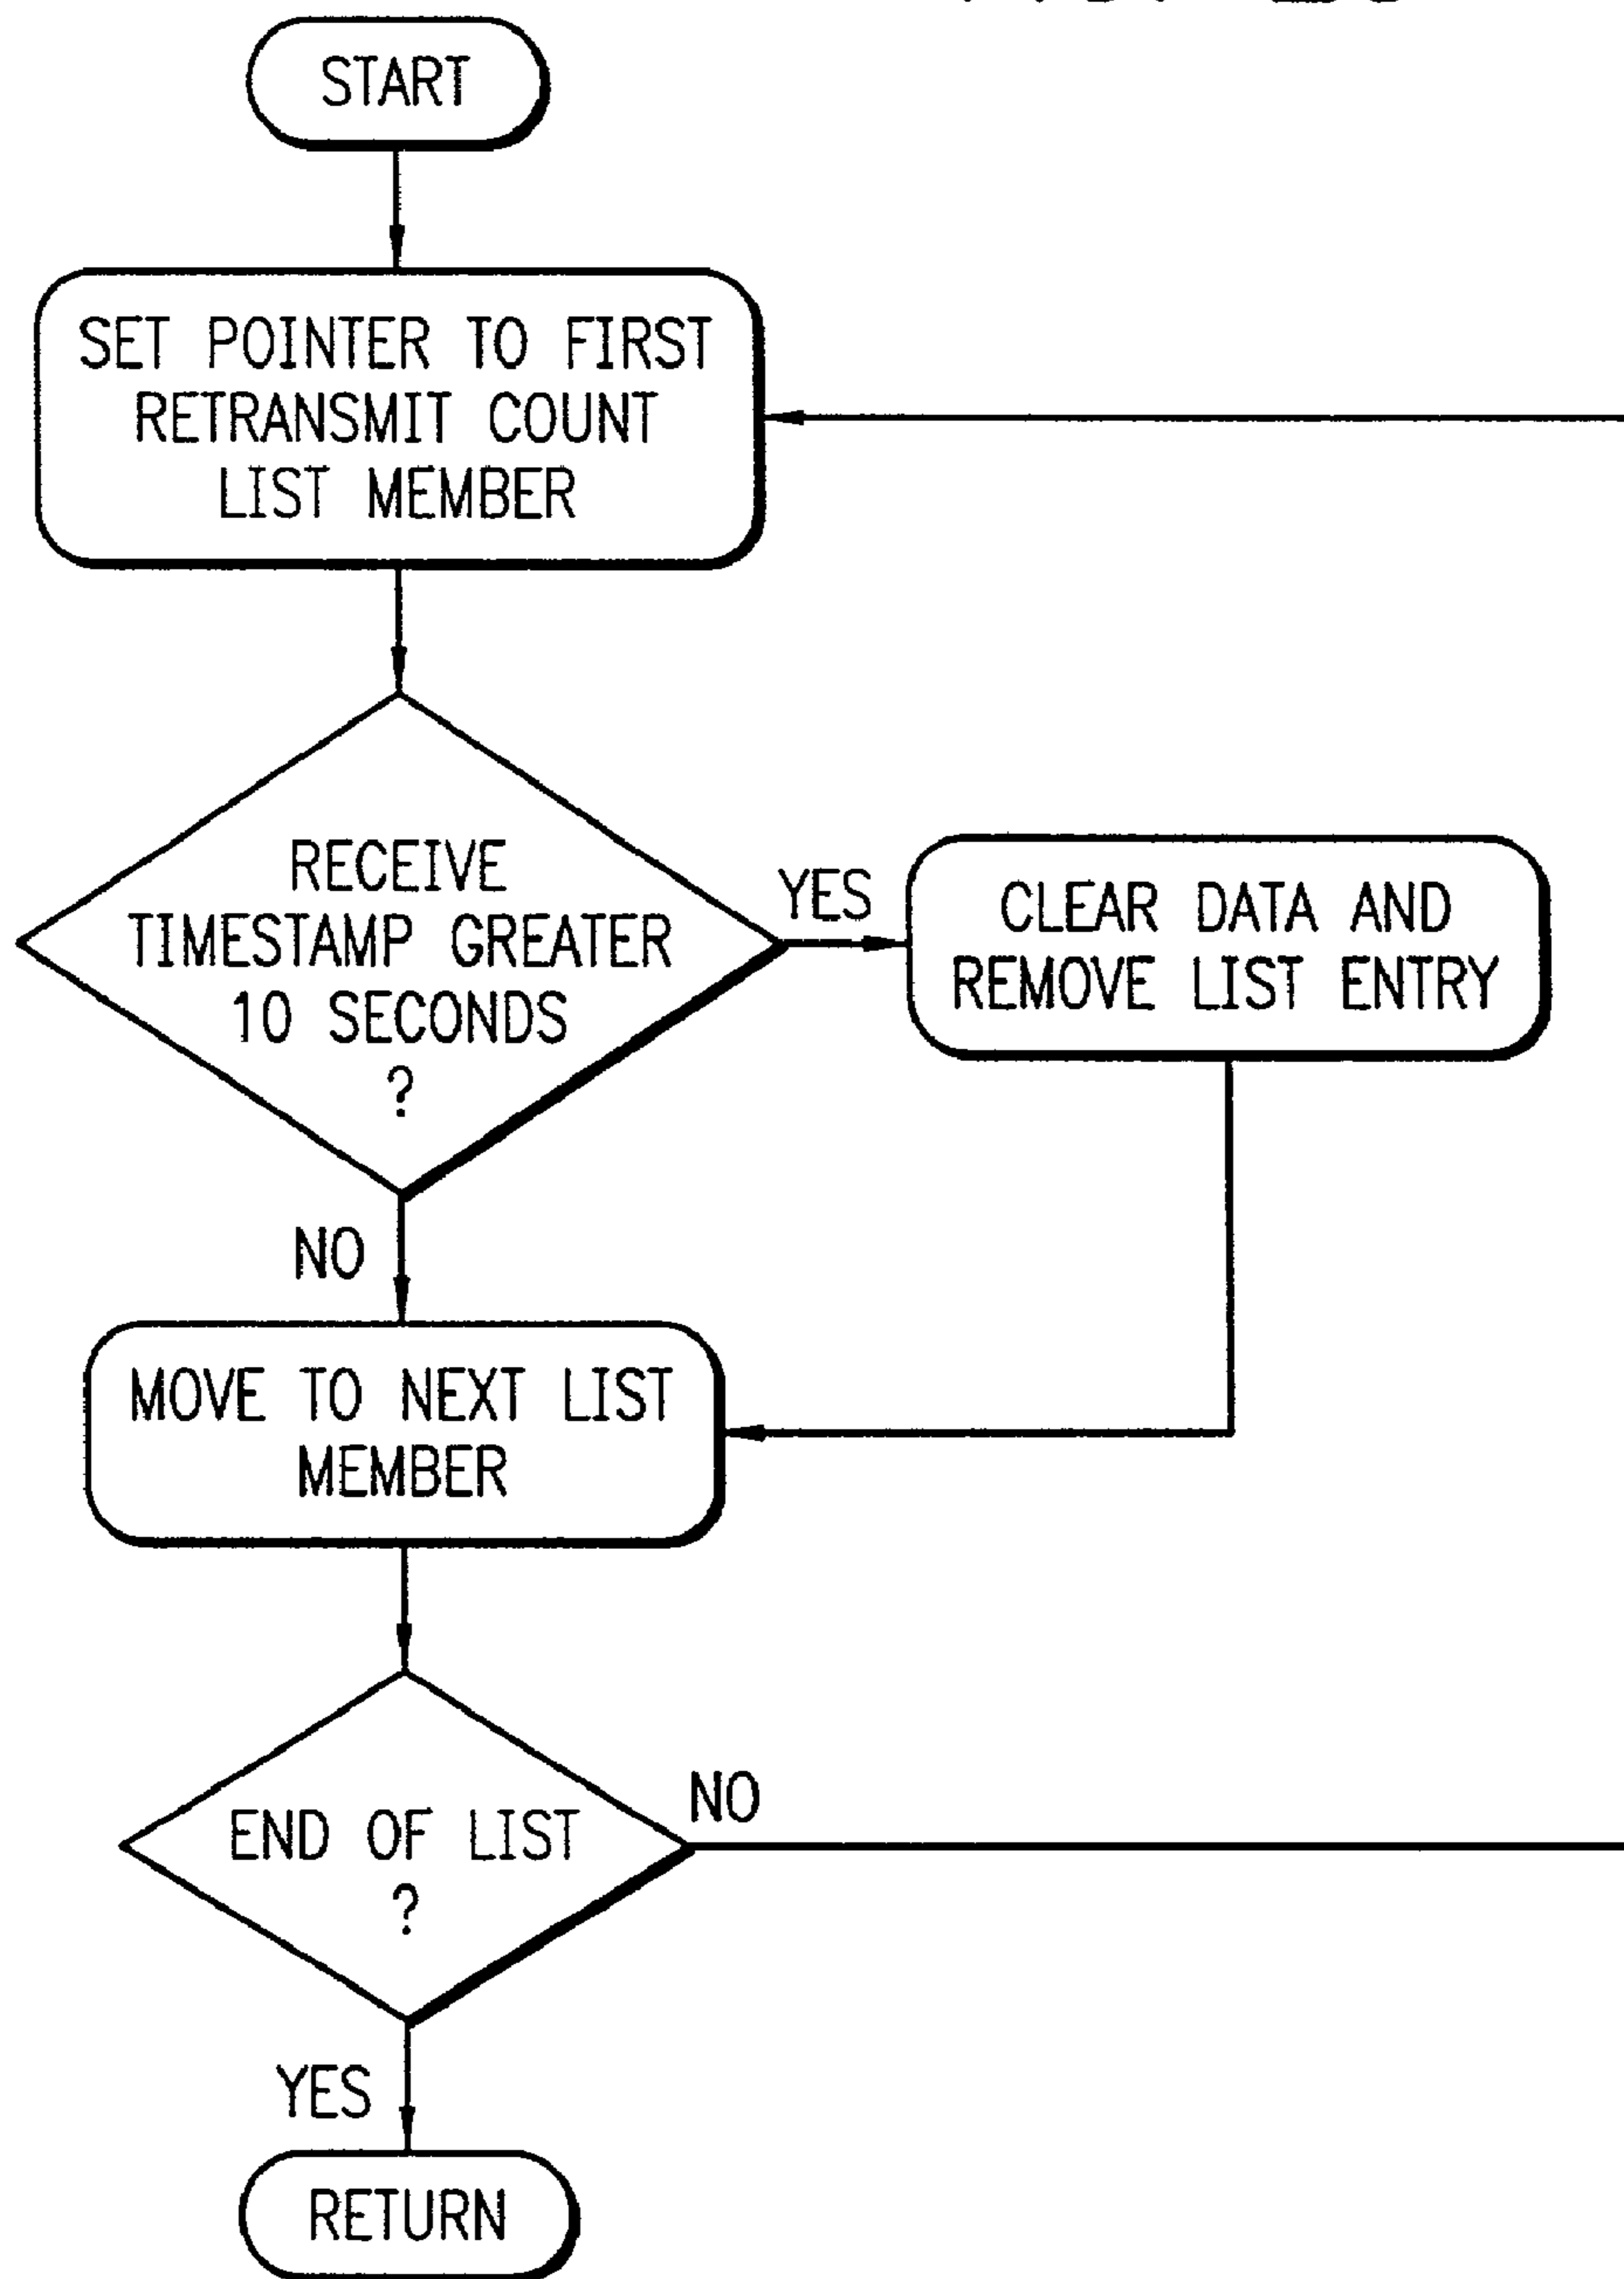 START
SET POINTER TO FIRST
RETRANSMIT COUNT
LIST MEMBER
RECEIVE
TIMESTAMP GREATER
10 SECONDS
?
YES
CLEAR DATA AND
REMOVE LIST ENTRY
NO
MOVE TO NEXT LIST
MEMBER
END OF LIST
?
NO
YES
RETURN